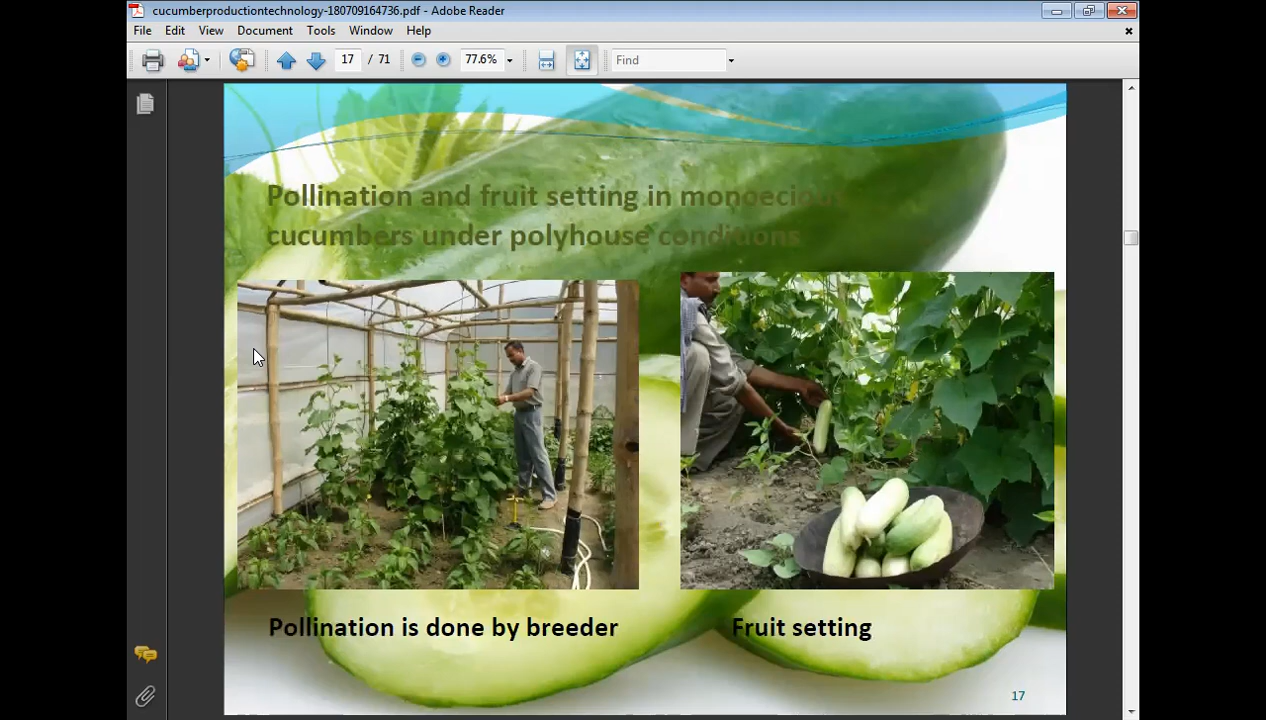 cucumberproductiontechnology-180709164736.pdf - Adobe Reader
File Edit View Document Tools Window Help
17 / 71 77.6% Find
Pollination and fruit setting in monoecious
cucumbers under polyhouse conditions
Pollination is done by breeder
Fruit setting
17